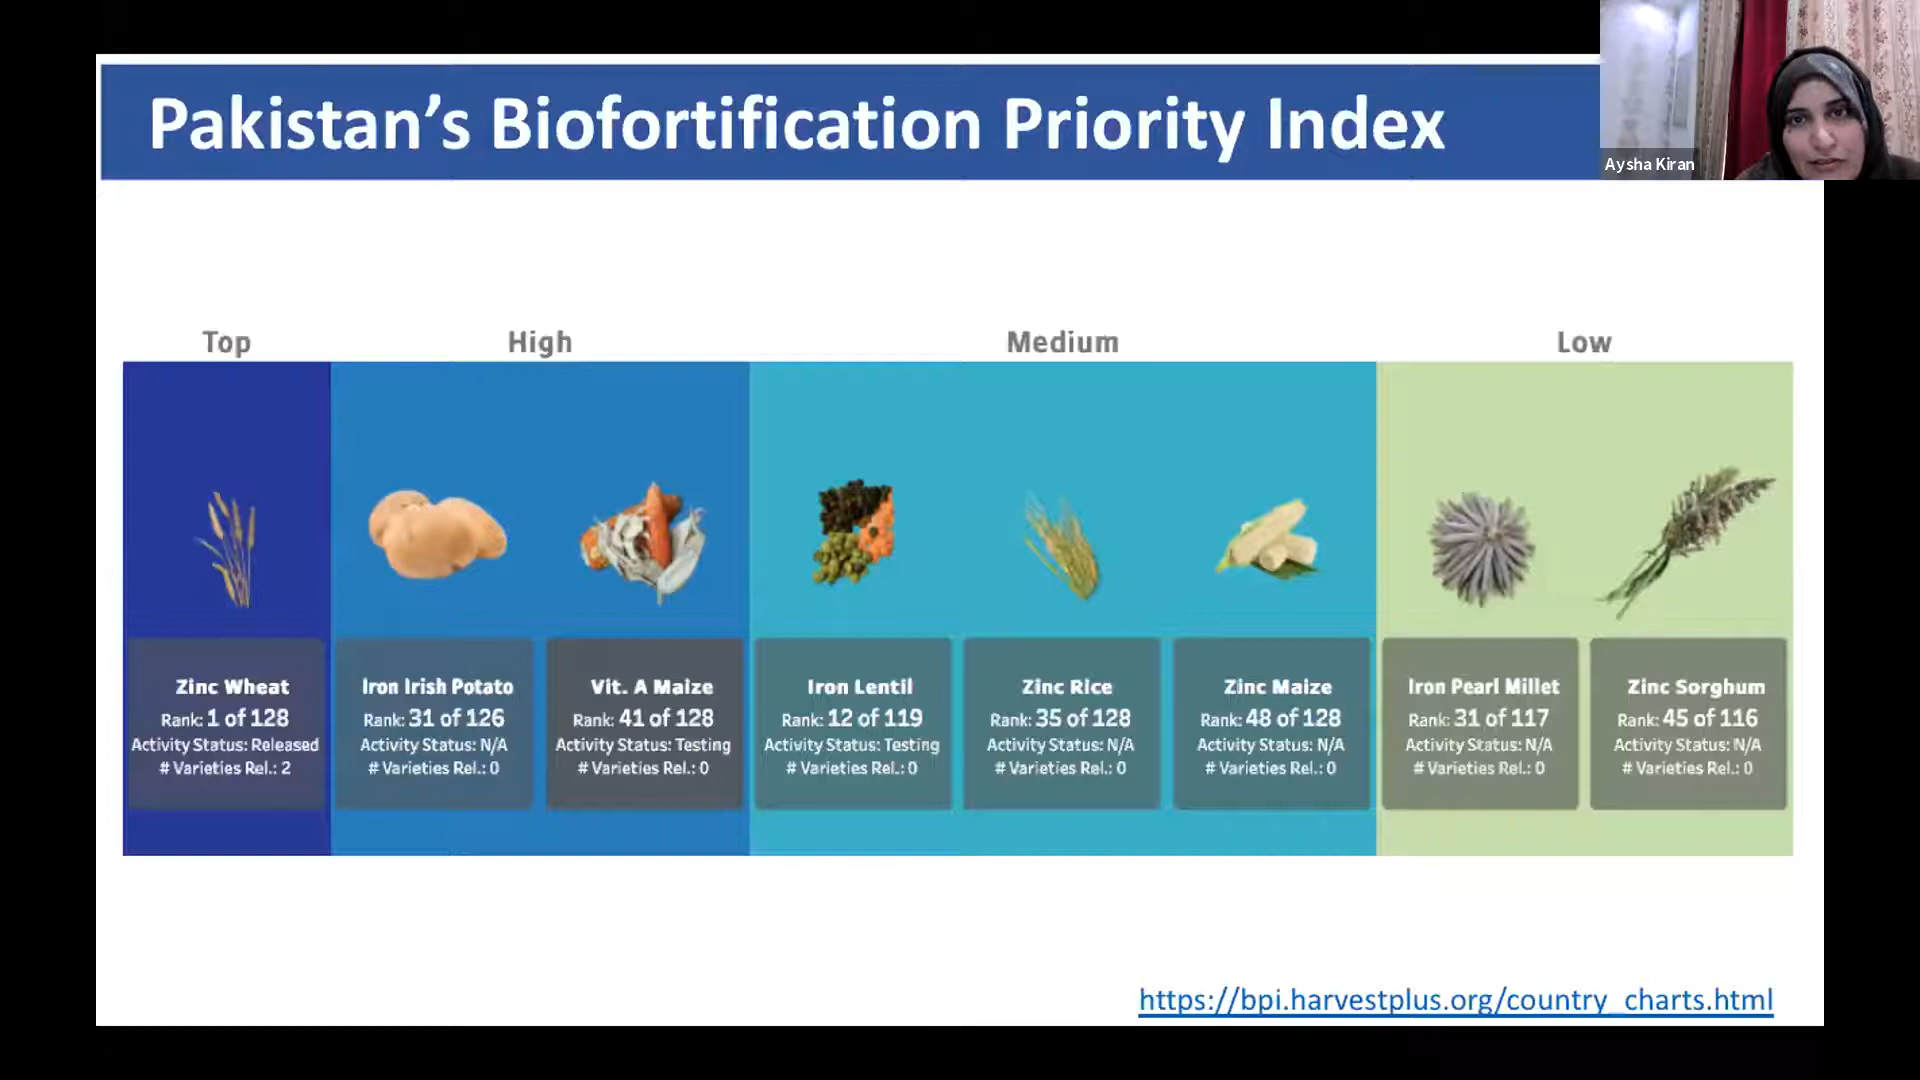 Pakistan's Biofortification Priority Index
Aysha Kiran
Top
High
Medium
Low
Zinc Wheat
Rank: 1 of 128
Activity Status: Released
# Varieties Rel.: 2
Iron Irish Potato
Rank: 31 of 126
Activity Status: N/A
# Varieties Rel.: 0
Vit. A Maize
Rank: 41 of 128
Activity Status: Testing
# Varieties Rel.: 0
Iron Lentil
Rank: 12 of 119
Activity Status: Testing
# Varieties Rel.: 0
Zinc Rice
Rank: 35 of 128
Activity Status: N/A
# Varieties Rel.: 0
Zinc Maize
Rank: 48 of 128
Activity Status: N/A
# Varieties Rel.: 0
Iron Pearl Millet
Rank: 31 of 117
Activity Status: N/A
# Varieties Rel.: 0
Zinc Sorghum
Rank: 45 of 116
Activity Status: N/A
# Varieties Rel.: 0
https://bpi.harvestplus.org/country_charts.html